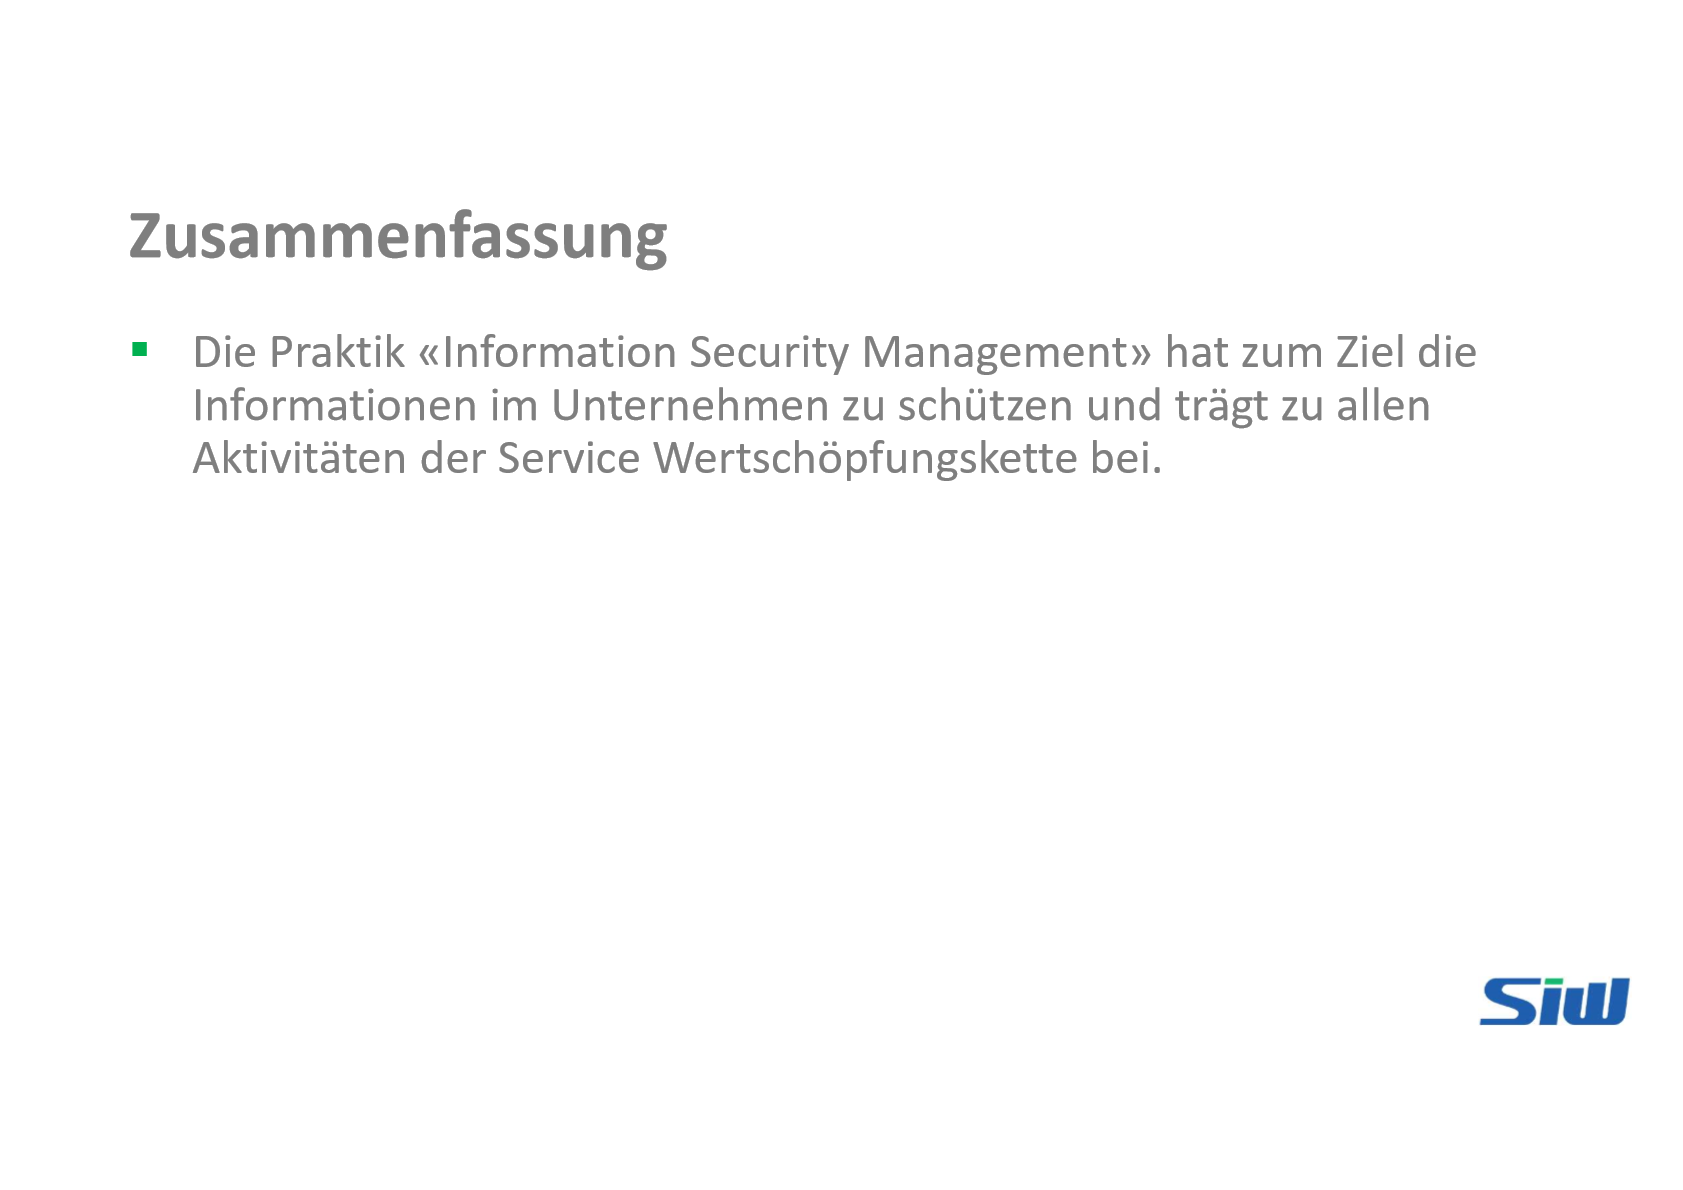 Zusammenfassung
▪ Die Praktik «Information Security Management» hat zum Ziel die
Informationen im Unternehmen zu schützen und trägt zu allen
Aktivitäten der Service Wertschöpfungskette bei.
Siw